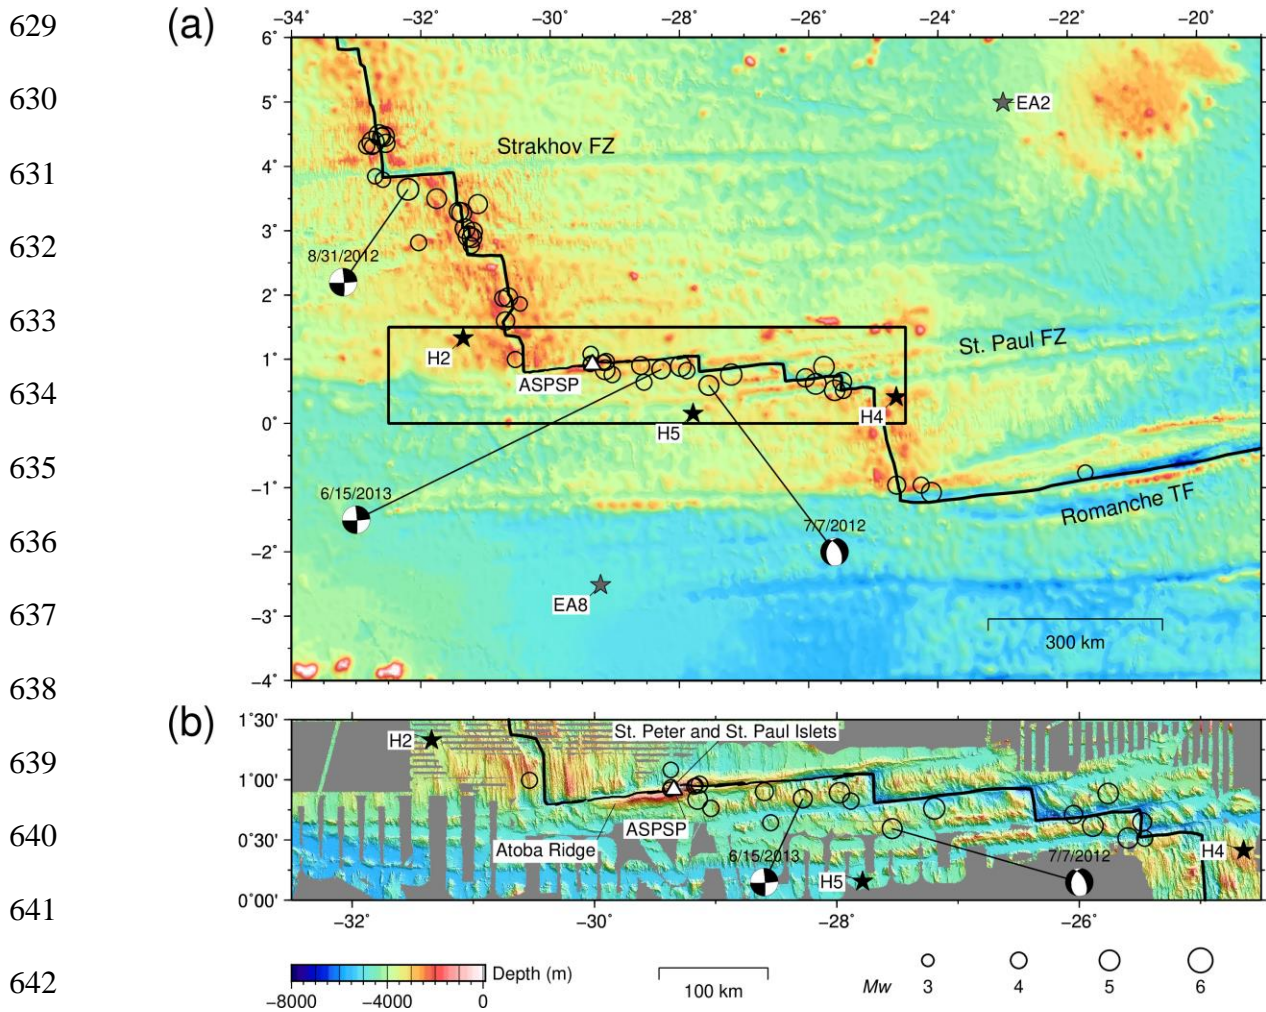 629
(a)
−34° −32° −30° −28° −26° −24° −22° −20°
6°
630
5°
EA2
Strakhov FZ
631
4°
632
3°
8/31/2012
2°
633
H2
1°
St. Paul FZ
634
ASPSP
H4
0°
H5
635
−1°
6/15/2013
Romanche TF
636
7/7/2012
−2°
EA8
637
−3°
300 km
638
−4°
(b)
1°30'
St. Peter and St. Paul Islets
H2
639
1°00'
640
0°30'
ASPSP
Atoba Ridge
6/15/2013
7/7/2012
H4
H5
641
0°00'
−32° −30° −28° −26°
642
Depth (m)
−8000 −4000 0
100 km
Mw 3 4 5 6